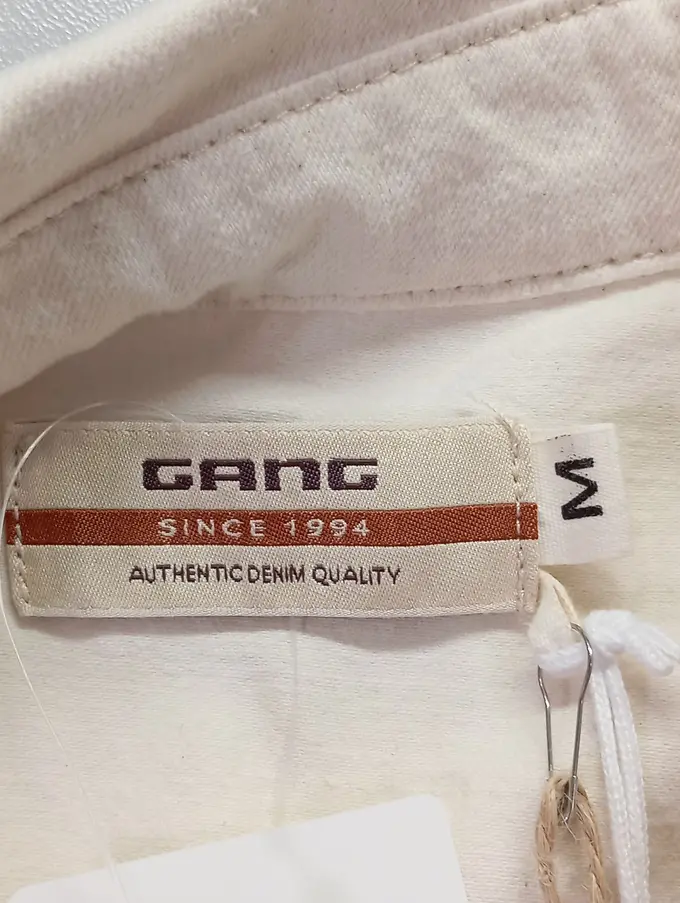 GANG
SINCE 1994
AUTHENTIC DENIM QUALITY
M